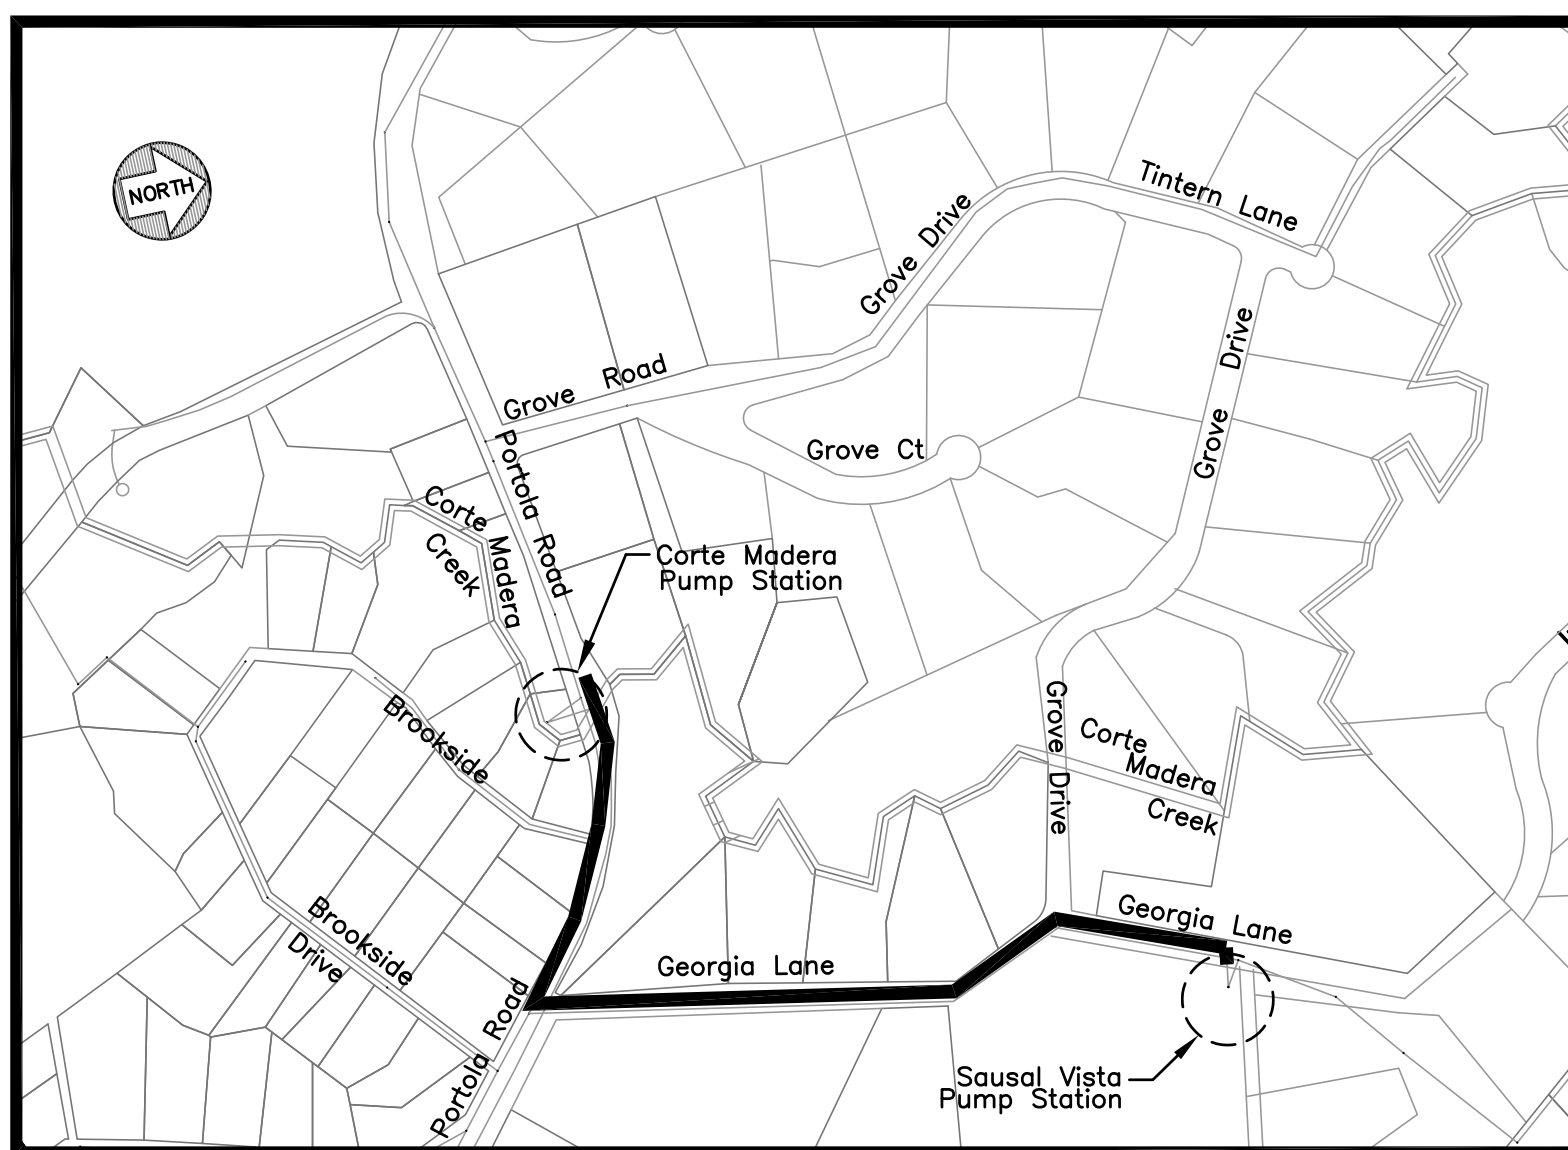 NORTH
Tintern Lane
Grove Drive
Grove Road
Grove Drive
Grove Ct
Portola Road
Corte
Madera
Creek
Corte Madera
Pump Station
Brookside
Grove Drive
Corte
Madera
Creek
Brookside
Drive
Georgia Lane
Georgia Lane
Portola Road
Sausal Vista
Pump Station